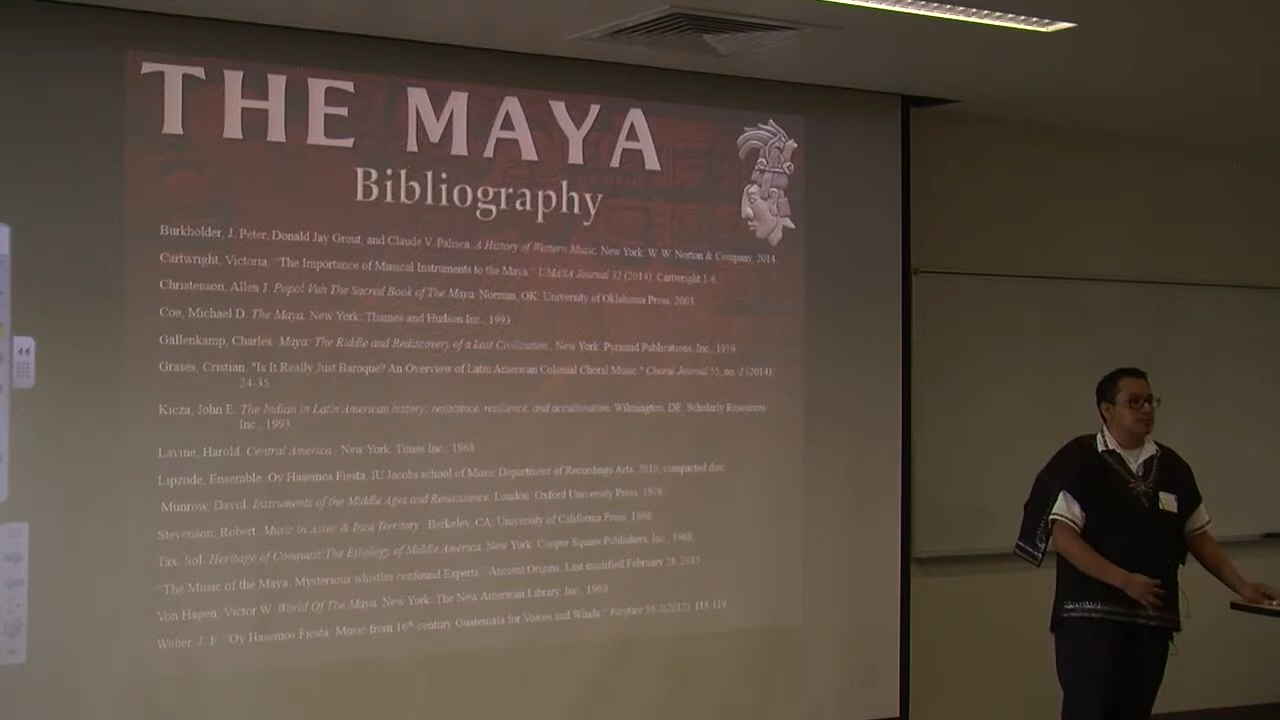 THE MAYA
Bibliography
Burkholder, J. Peter, Donald Jay Grout, and Claude V. Palisca. A History of Western Music. New York: W. W. Norton & Company, 2014.
Cartwright, Victoria. "The Importance of Musical Instruments to the Maya." UMASA Journal 32 (2014): Cartwright 1-6.
Christenson, Allen J. Popol Vuh The Sacred Book of The Maya. Norman, OK: University of Oklahoma Press, 2003.
Coe, Michael D. The Maya. New York: Thames and Hudson Inc., 1993
Gallenkamp, Charles. Maya: The Riddle and Rediscovery of a Lost Civilization. New York: Pyramid Publications, Inc., 1959.
Grases, Cristian. "Is It Really Just Baroque? An Overview of Latin American Colonial Choral Music." Choral Journal 55, no. 2 (2014):
24-35.
Kicza, John E. The Indian in Latin American history: resistance, resilience, and acculturation. Wilmington, DE: Scholarly Resources
Inc., 1993
Lavine, Harold. Central America. New York: Times Inc., 1968
Lipzode, Ensemble. Oy Hasemos Fiesta, IU Jacobs school of Music Department of Recordings Arts, 2010, compacted disc.
Munrow, David. Instruments of the Middle Ages and Renaissance. London: Oxford University Press, 1976.
Stevenson, Robert. Music in Aztec & Inca Territory. Berkeley, CA: University of California Press, 1968.
Tax, Sol. Heritage of Conquest: The Ethology of Middle America. New York: Cooper Square Publishers, Inc., 1968.
"The Music of the Maya: Mysterious whistles confound Experts." Ancient Origins. Last modified February 28, 2015
Von Hagen, Victor W. World Of The Maya. New York: The New American Library, Inc., 1960
Weber, J. F. "Oy Hasemos Fiesta: Music from 16th-century Guatemala for Voices and Winds." Fanfare 36.5(2012): 118-119